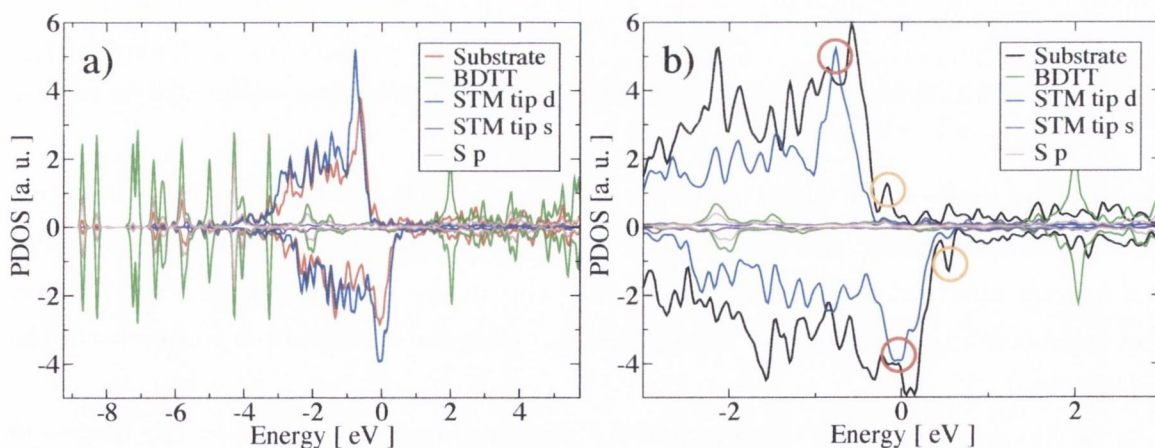 a)
Substrate
BDTT
STM tip d
STM tip s
S p
PDOS [a. u.]
6
4
2
0
-2
-4
-8
-6
-4
-2
0
2
4
Energy [ eV]
b)
Substrate
BDTT
STM tip d
STM tip s
S p
PDOS [a. u.]
6
4
2
0
-2
-4
-2
0
2
Energy [ eV]